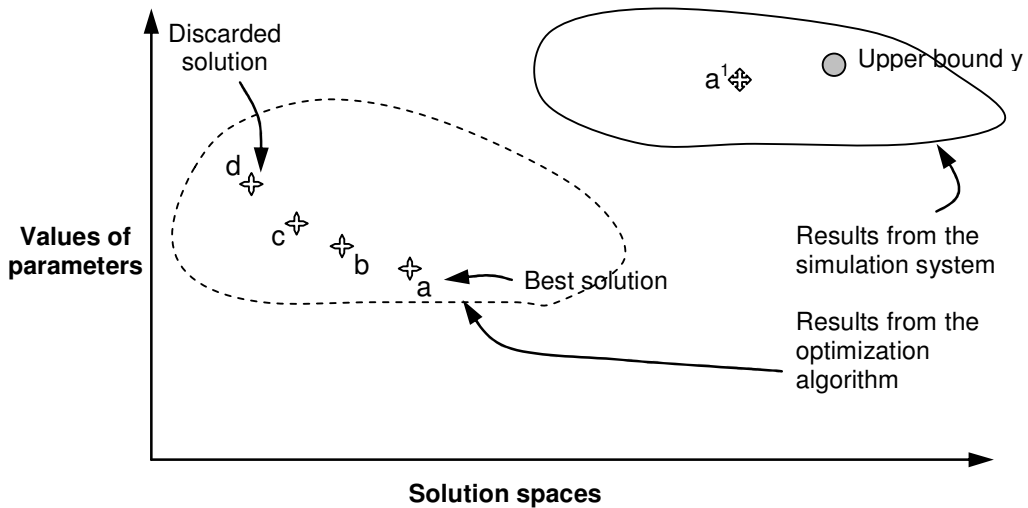 Discarded
solution
a¹
Upper bound y
d
c
b
a
Best solution
Values of
parameters
Results from the
simulation system
Results from the
optimization
algorithm
Solution spaces